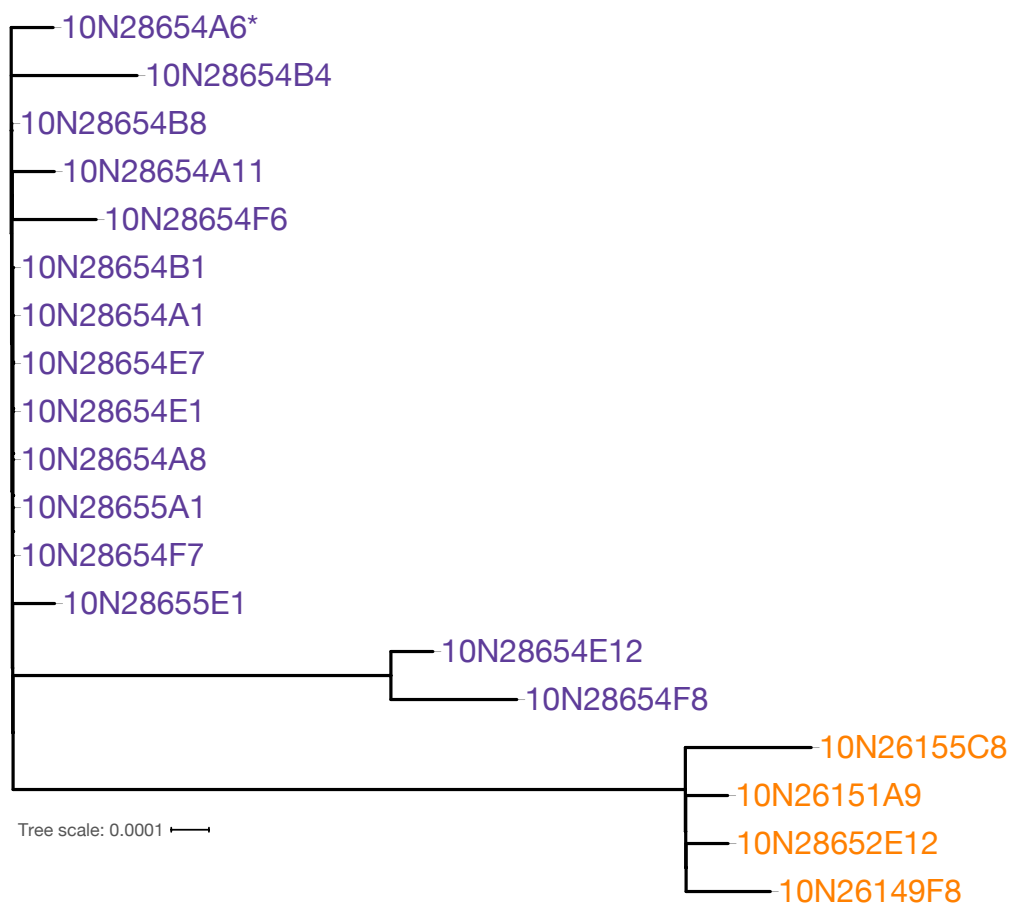 10N28654A6*
10N28654B4
10N28654B8
10N28654A11
10N28654F6
10N28654B1
10N28654A1
10N28654E7
10N28654E1
10N28654A8
10N28655A1
10N28654F7
10N28655E1
10N28654E12
10N28654F8
10N26155C8
10N26151A9
Tree scale: 0.0001
10N28652E12
10N26149F8